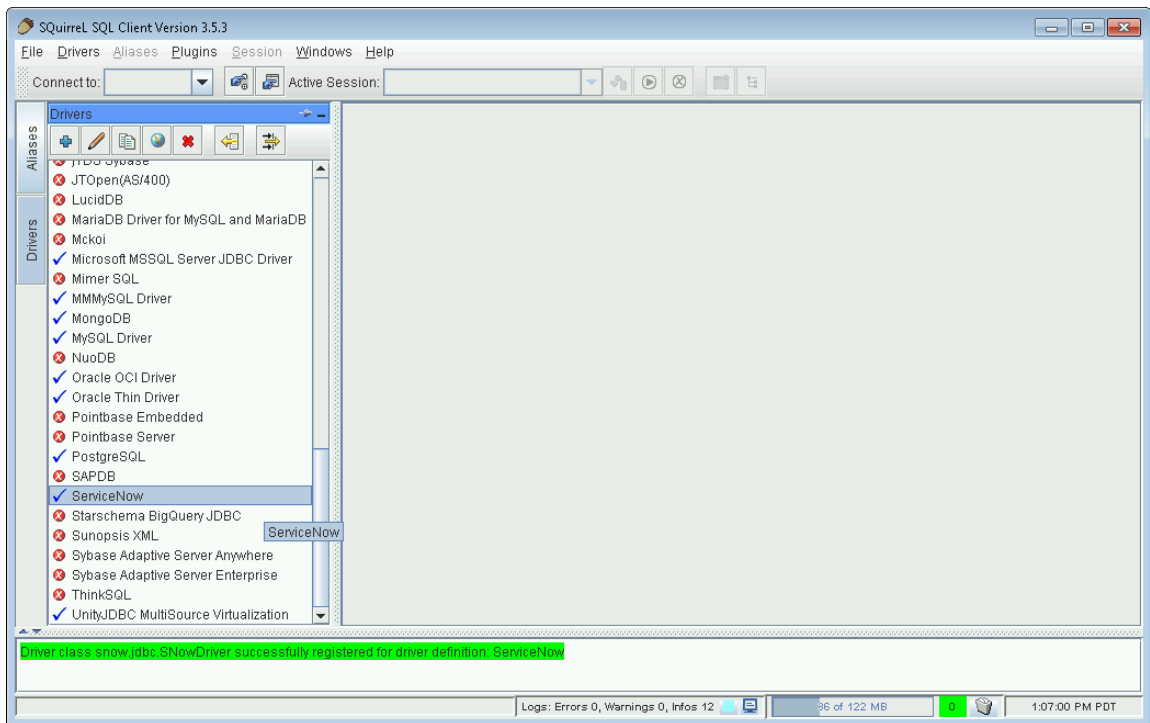 SQuirreL SQL Client Version 3.5.3
File Drivers Aliases Plugins Session Windows Help
Connect to: Active Session:
Aliases
Drivers
Drivers
jTDS Sybase
JTOpen(AS/400)
LucidDB
MariaDB Driver for MySQL and MariaDB
Mckoi
Microsoft MSSQL Server JDBC Driver
Mimer SQL
MMMySQL Driver
MongoDB
MySQL Driver
NuoDB
Oracle OCI Driver
Oracle Thin Driver
Pointbase Embedded
Pointbase Server
PostgreSQL
SAPDB
ServiceNow
Starschema BigQuery JDBC
ServiceNow
Sunopsis XML
Sybase Adaptive Server Anywhere
Sybase Adaptive Server Enterprise
ThinkSQL
UnityJDBC MultiSource Virtualization
Driver class snow.jdbc.SNowDriver successfully registered for driver definition: ServiceNow
Logs: Errors 0, Warnings 0, Infos 12 36 of 122 MB 0 1:07:00 PM PDT